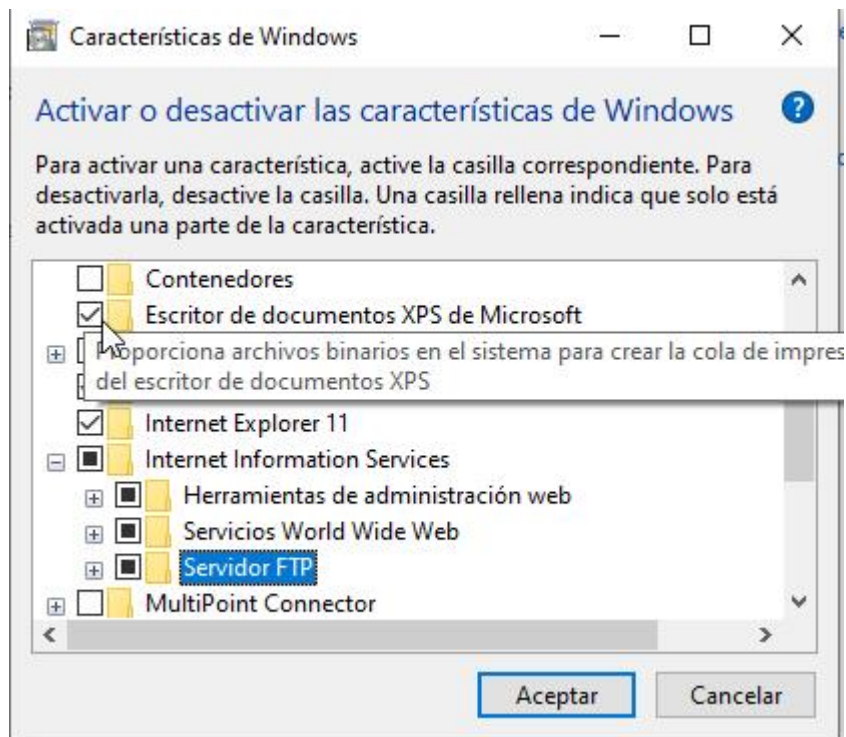 Características de Windows
Activar o desactivar las características de Windows
Para activar una característica, active la casilla correspondiente. Para
desactivarla, desactive la casilla. Una casilla rellena indica que solo está
activada una parte de la característica.
Contenedores
Escritor de documentos XPS de Microsoft
Proporciona archivos binarios en el sistema para crear la cola de impres
del escritor de documentos XPS
Internet Explorer 11
Internet Information Services
Herramientas de administración web
Servicios World Wide Web
Servidor FTP
MultiPoint Connector
Aceptar
Cancelar